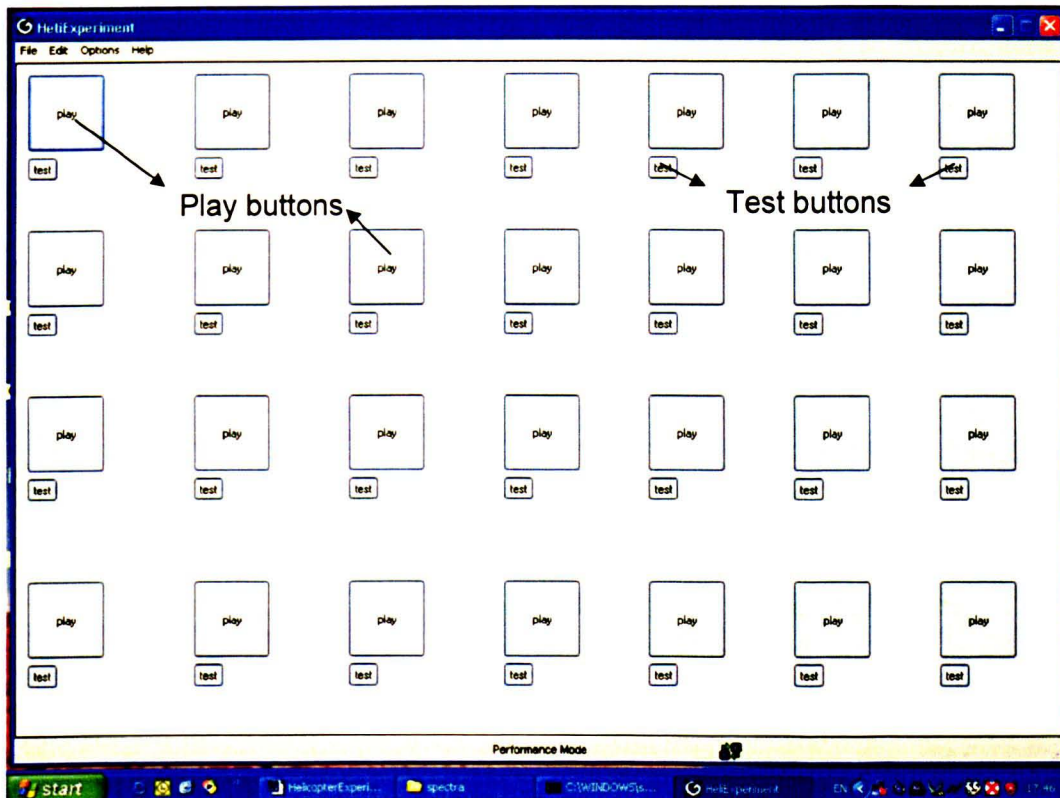 HeliExperiment
File Edit Options Help
play play play play play play play
test test test test test test test
Play buttons Test buttons
play play play play play play play
test test test test test test test
play play play play play play play
test test test test test test test
play play play play play play play
test test test test test test test
Performance Mode
start HelicopterExperi... spectra C:\WINDOWS\s... HeliExperiment EN 17:46